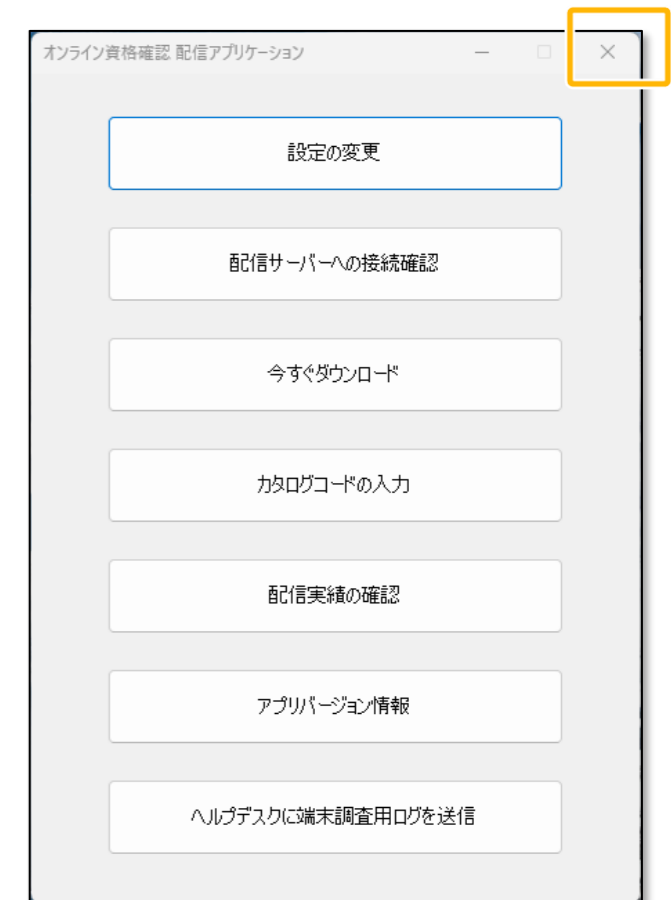 オンライン資格確認 配信アプリケーション
設定の変更
配信サーバーへの接続確認
今すぐダウンロード
カタログコードの入力
配信実績の確認
アプリバージョン情報
ヘルプデスクに端末調査用ログを送信